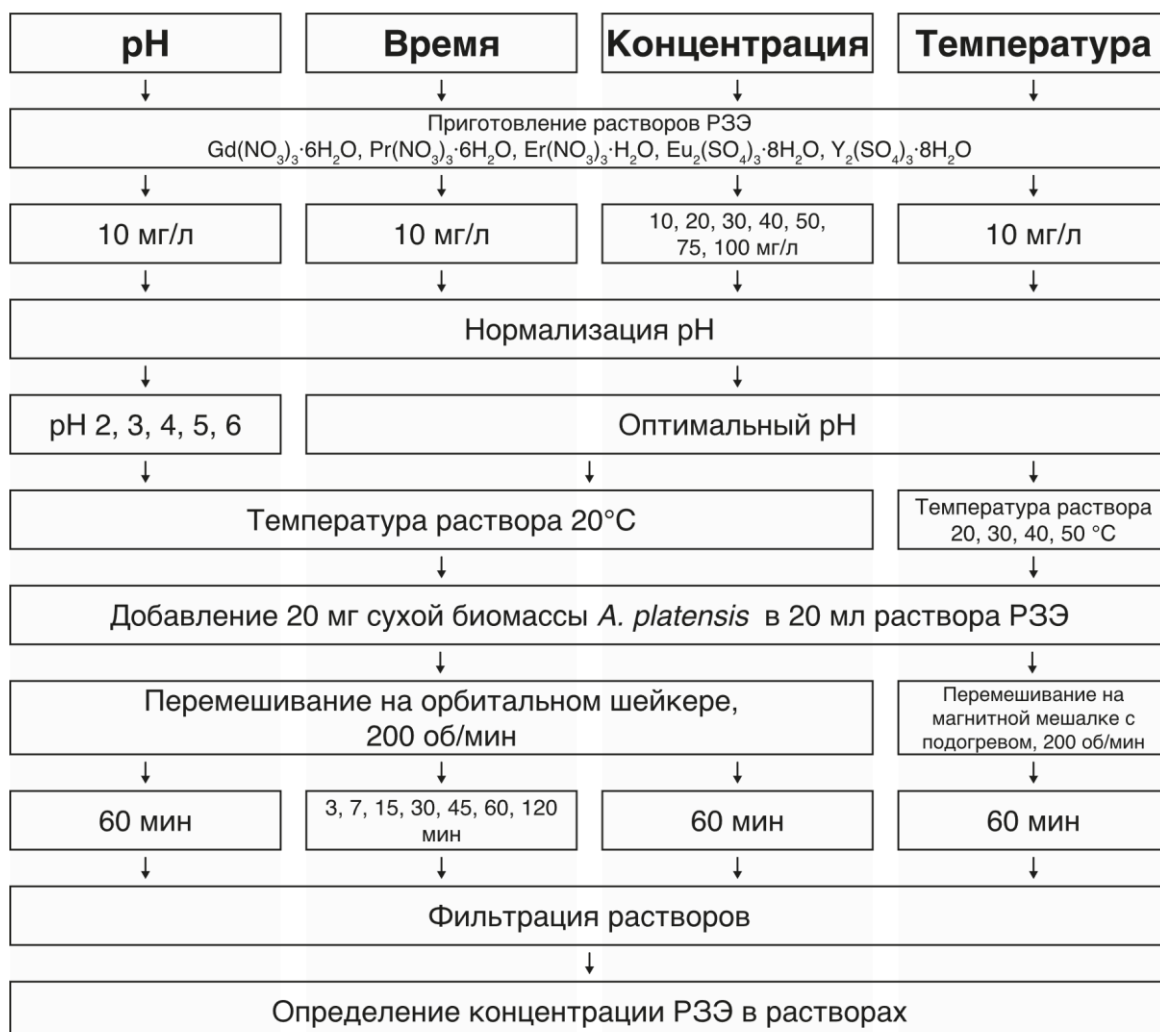 pH
Время
Концентрация
Температура
Приготовление растворов РЗЭ
Gd(NO₃)₃·6H₂O, Pr(NO₃)₃·6H₂O, Er(NO₃)₃·H₂O, Eu₂(SO₄)₃·8H₂O, Y₂(SO₄)₃·8H₂O
10 мг/л
10 мг/л
10, 20, 30, 40, 50,
75, 100 мг/л
10 мг/л
Нормализация pH
pH 2, 3, 4, 5, 6
Оптимальный pH
Температура раствора 20°C
Температура раствора
20, 30, 40, 50 °C
Добавление 20 мг сухой биомассы A. platensis в 20 мл раствора РЗЭ
Перемешивание на орбитальном шейкере,
200 об/мин
Перемешивание на
магнитной мешалке с
подогревом, 200 об/мин
60 мин
3, 7, 15, 30, 45, 60, 120
мин
60 мин
60 мин
Фильтрация растворов
Определение концентрации РЗЭ в растворах